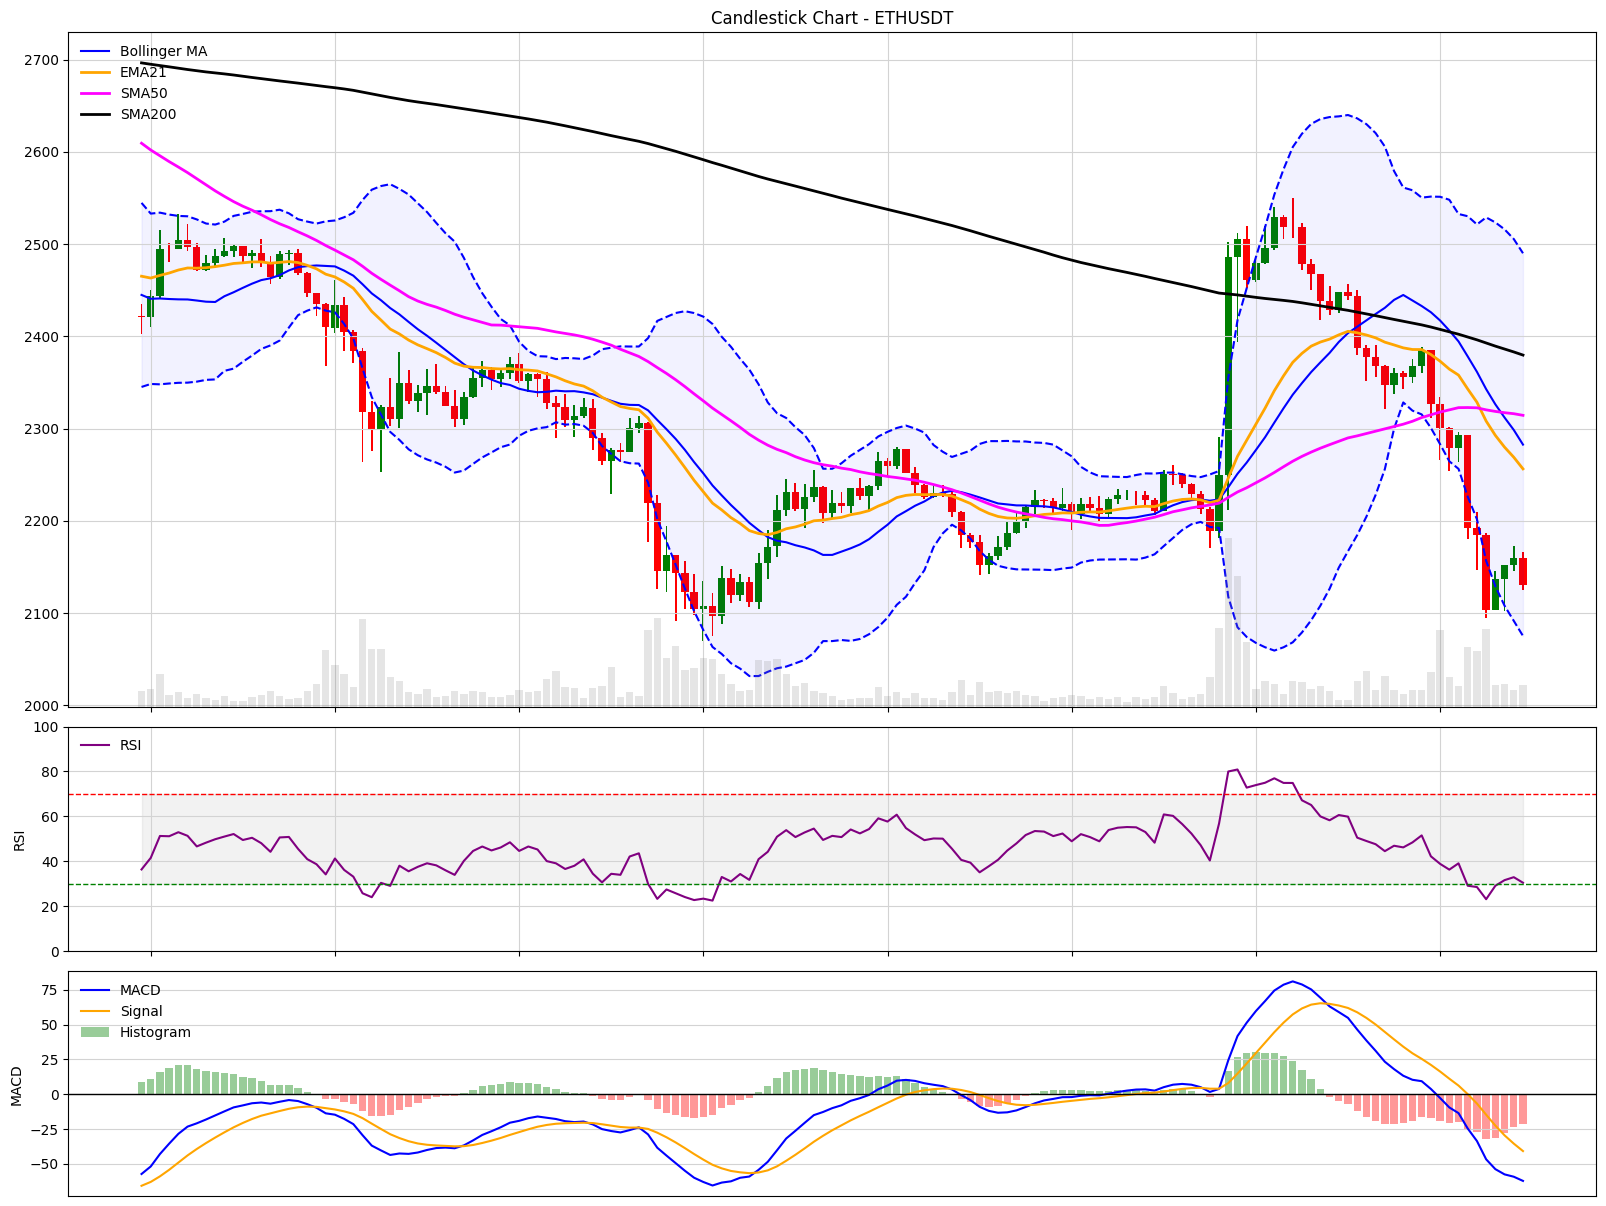 Candlestick Chart - ETHUSDT
Bollinger MA
EMA21
SMA50
SMA200
2700
2600
2500
2400
2300
2200
2100
2000
RSI
100
80
60
40
20
0
RSI
MACD
Signal
Histogram
75
50
25
0
−25
−50
MACD